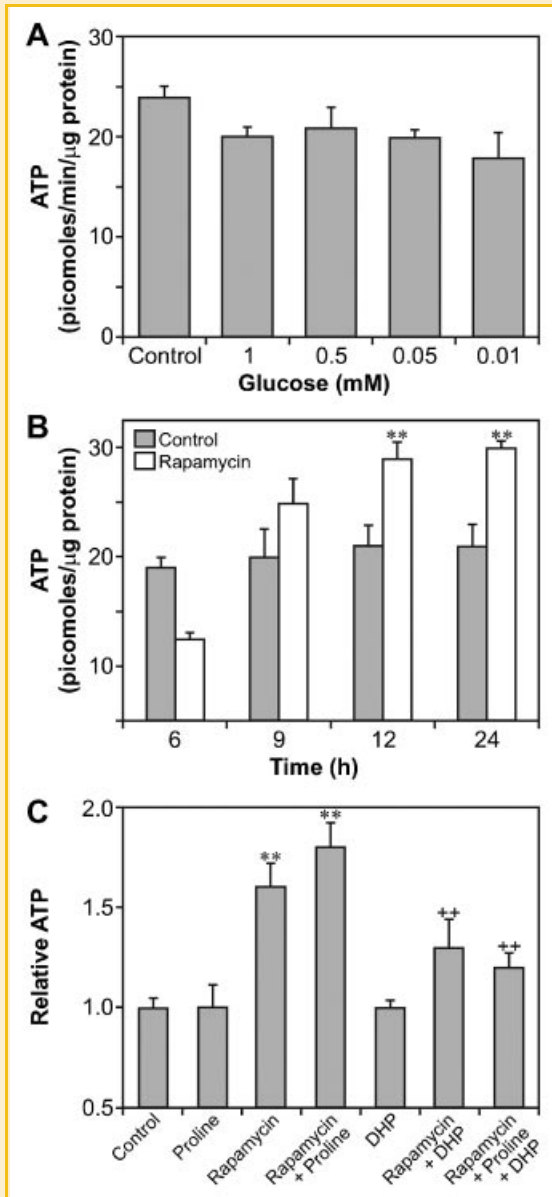 A
30
20
10
0
ATP
(picomoles/min/µg protein)
Control 1 0.5 0.05 0.01
Glucose (mM)
B
Control
Rapamycin
** **
30
20
10
ATP
(picomoles/µg protein)
6 9 12 24
Time (h)
C
2.0
1.5
1.0
0.5
Relative ATP
** ** ++ ++
Control
Proline
Rapamycin
Rapamycin
+ Proline
DHP
Rapamycin
+ DHP
Rapamycin
+ Proline
+ DHP